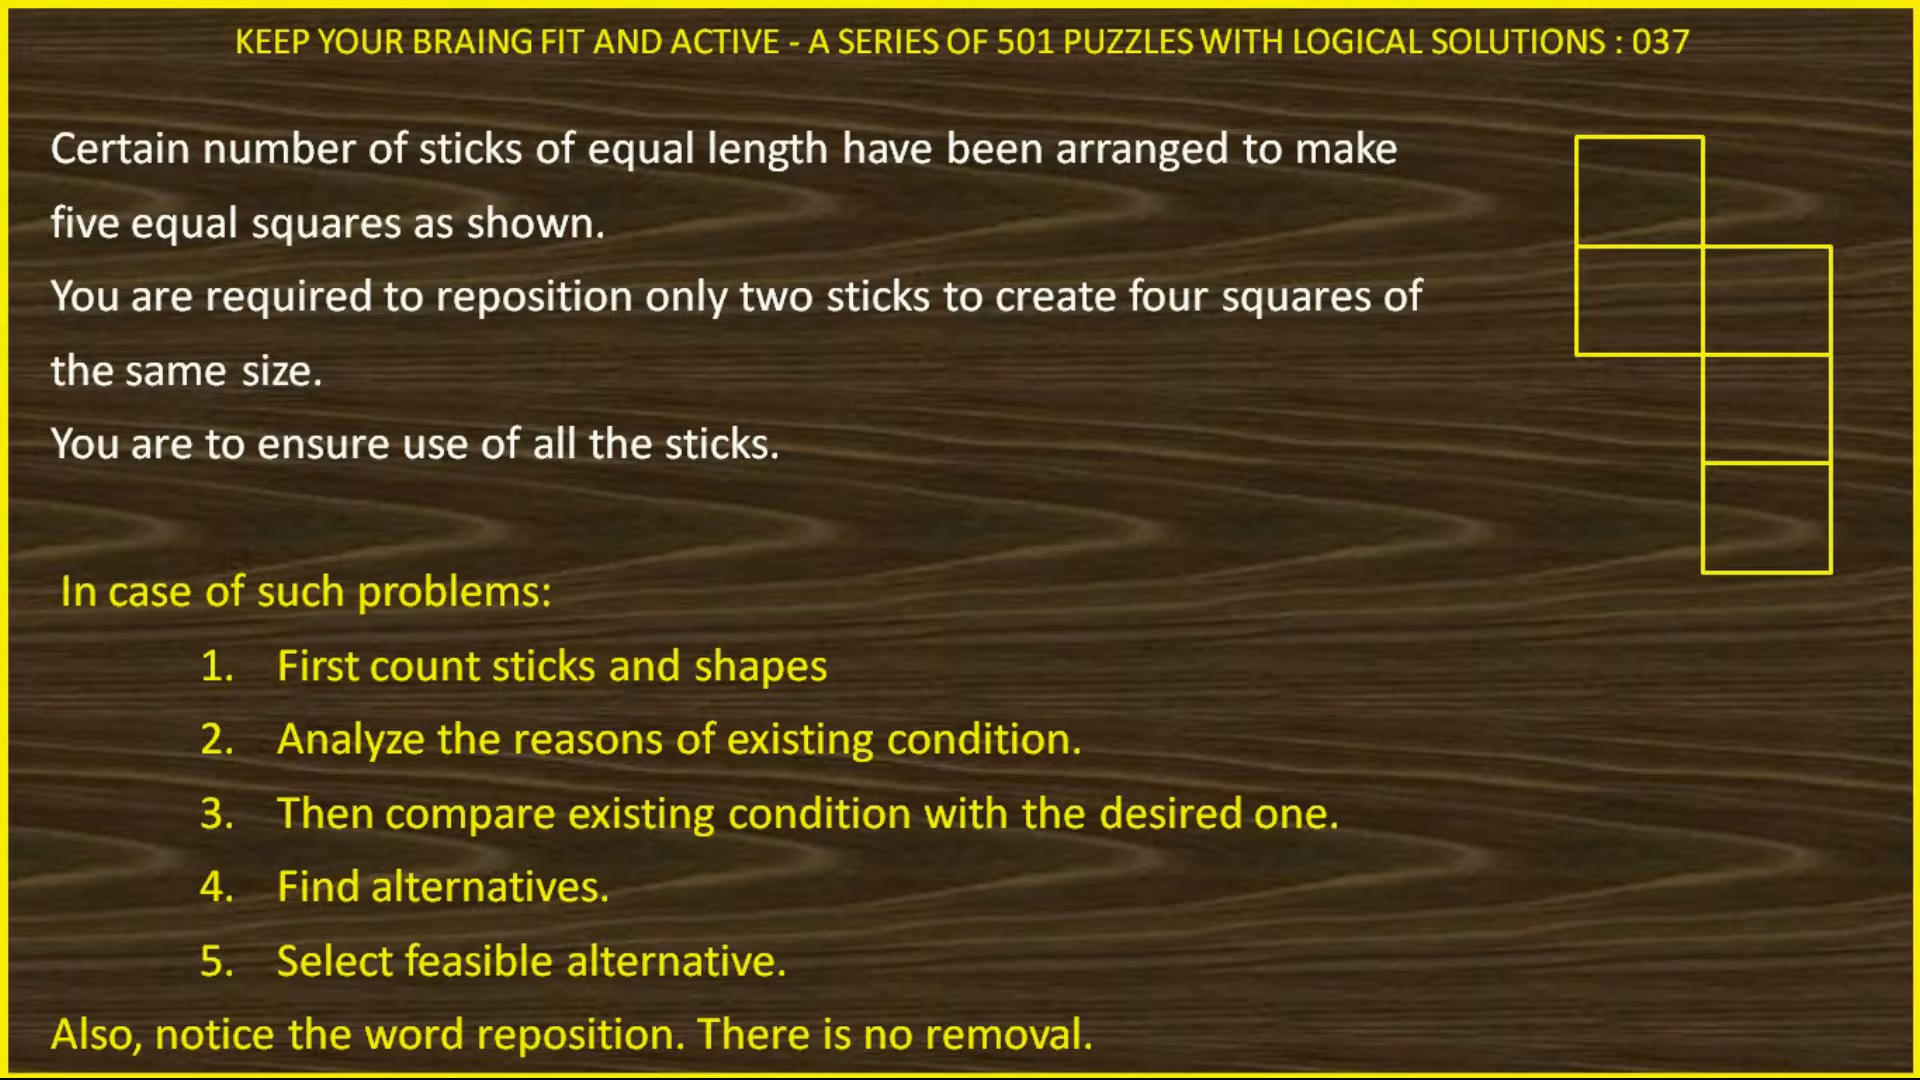 KEEP YOUR BRAING FIT AND ACTIVE - A SERIES OF 501 PUZZLES WITH LOGICAL SOLUTIONS : 037
Certain number of sticks of equal length have been arranged to make
five equal squares as shown.
You are required to reposition only two sticks to create four squares of
the same size.
You are to ensure use of all the sticks.
In case of such problems:
1. First count sticks and shapes
2. Analyze the reasons of existing condition.
3. Then compare existing condition with the desired one.
4. Find alternatives.
5. Select feasible alternative.
Also, notice the word reposition. There is no removal.